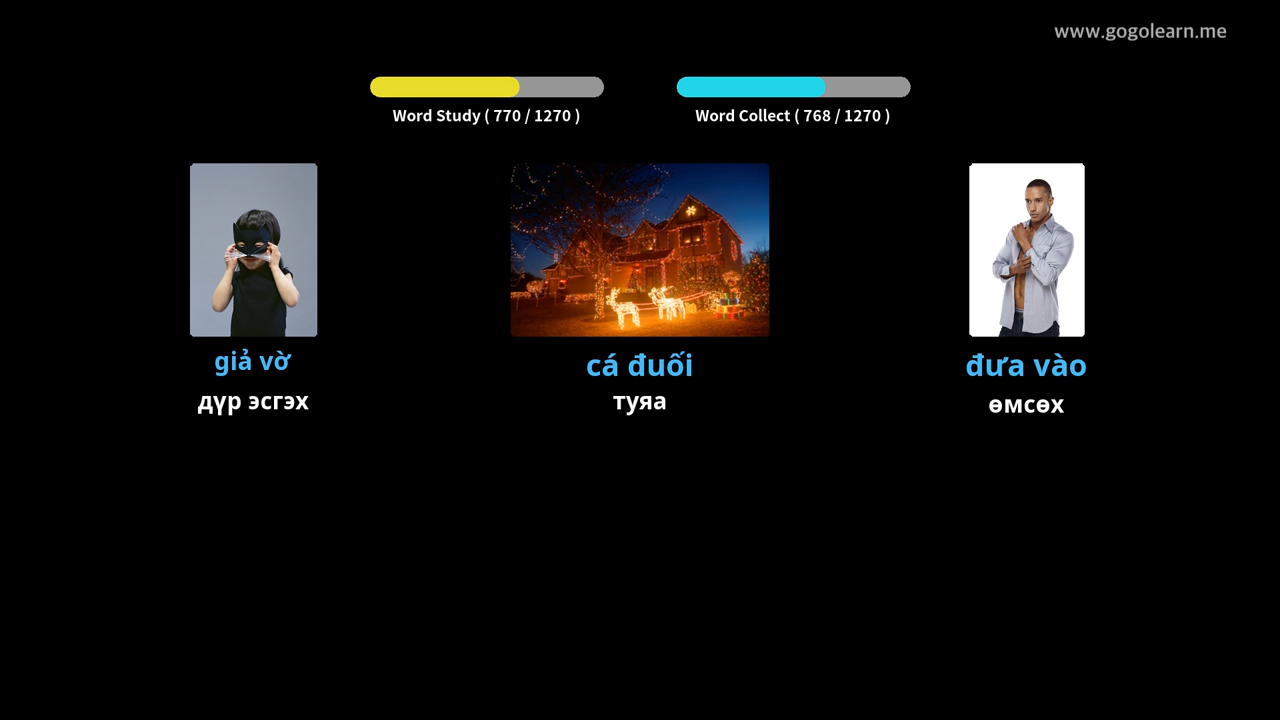 www.gogolearn.me
Word Study ( 770 / 1270 )
Word Collect ( 768 / 1270 )
giả vờ
дүр эсгэх
cá đuối
туяа
đưa vào
өмсөх